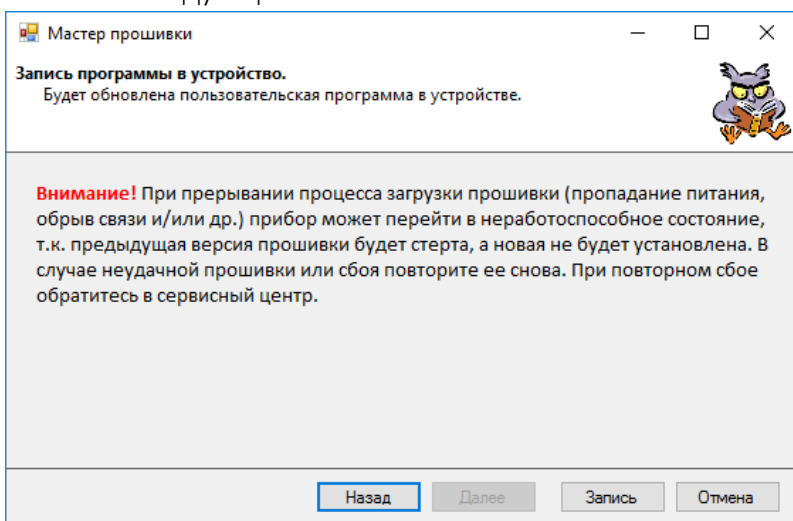 Мастер прошивки
Запись программы в устройство.
Будет обновлена пользовательская программа в устройстве.
Внимание! При прерывании процесса загрузки прошивки (пропадание питания,
обрыв связи и/или др.) прибор может перейти в неработоспособное состояние,
т.к. предыдущая версия прошивки будет стерта, а новая не будет установлена. В
случае неудачной прошивки или сбоя повторите ее снова. При повторном сбое
обратитесь в сервисный центр.
Назад Далее Запись Отмена